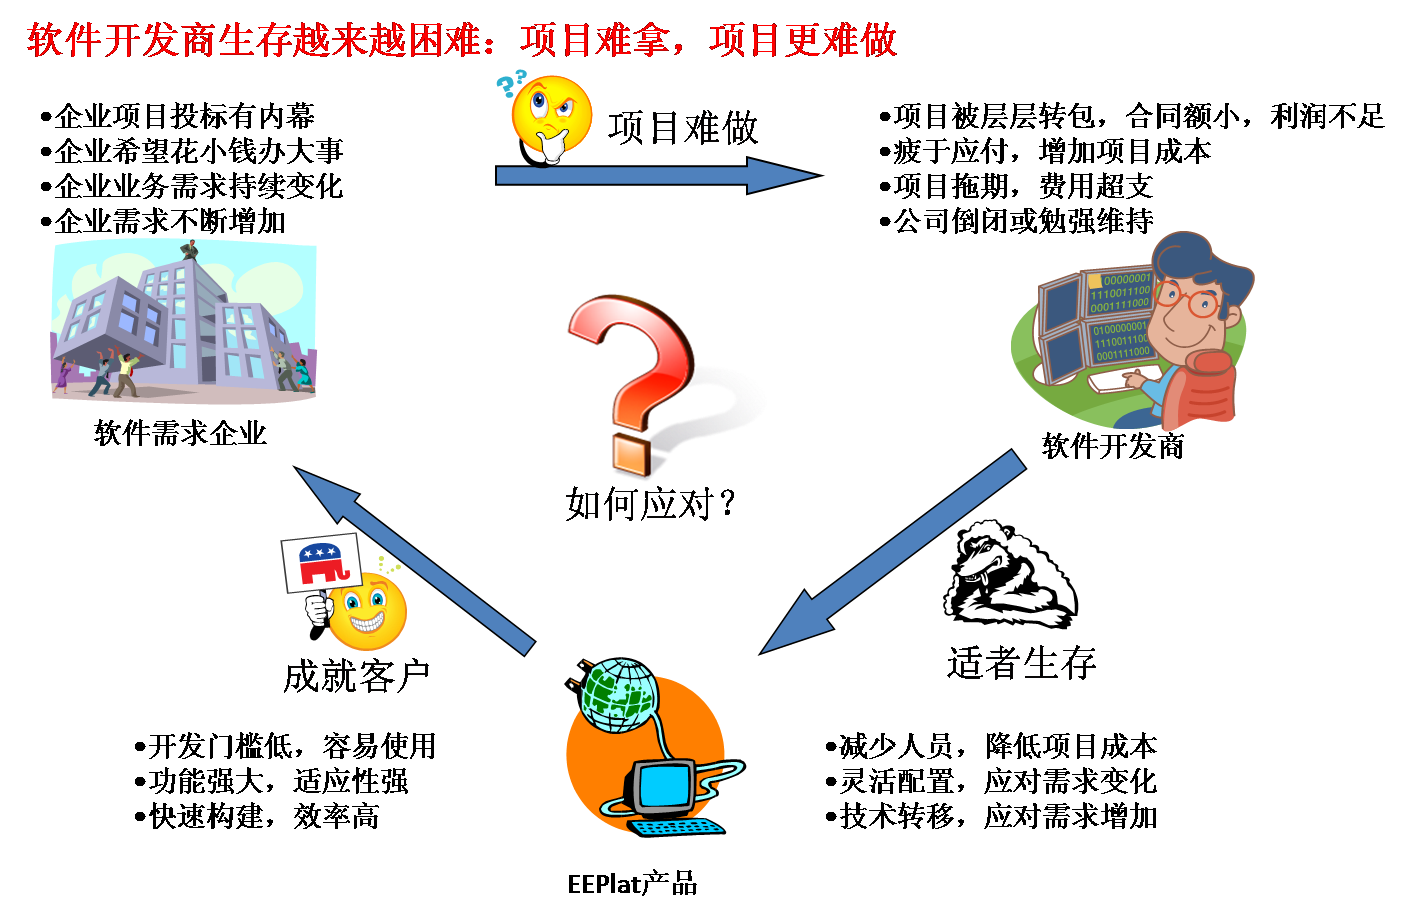 软件开发商生存越来越困难：项目难拿，项目更难做
•企业项目投标有内幕
•企业希望花小钱办大事
•企业业务需求持续变化
•企业需求不断增加
??
项目难做
•项目被层层转包，合同额小，利润不足
•疲于应付，增加项目成本
•项目拖期，费用超支
•公司倒闭或勉强维持
00000001
1110011100
0001111000
0100000001
1110011100
0001111000
软件需求企业
软件开发商
?
如何应对？
成就客户
适者生存
•开发门槛低，容易使用
•功能强大，适应性强
•快速构建，效率高
•减少人员，降低项目成本
•灵活配置，应对需求变化
•技术转移，应对需求增加
EEPlat产品